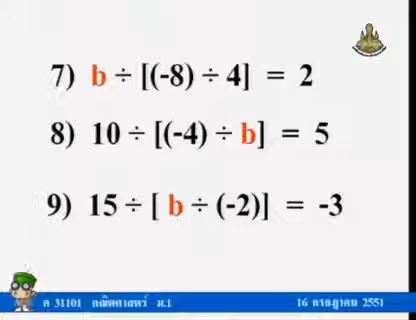 7) b ÷ [(-8) ÷ 4] = 2
8) 10 ÷ [(-4) ÷ b] = 5
9) 15 ÷ [ b ÷ (-2)] = -3
ค 31101 คณิตศาสตร์ ม.1 16 กรกฎาคม 2551